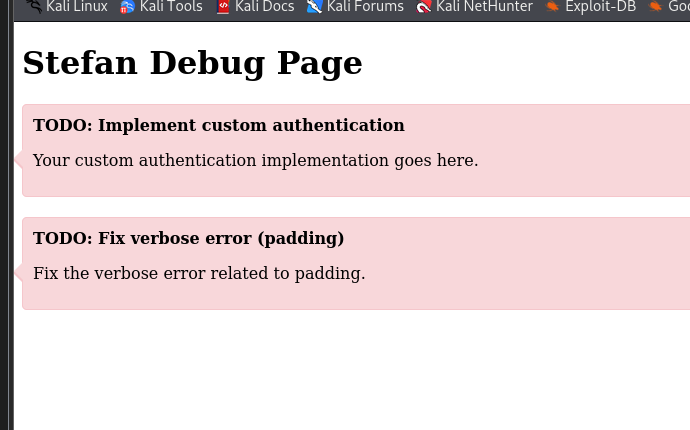 Kali Linux Kali Tools Kali Docs Kali Forums Kali NetHunter Exploit-DB
Stefan Debug Page
TODO: Implement custom authentication
Your custom authentication implementation goes here.
TODO: Fix verbose error (padding)
Fix the verbose error related to padding.